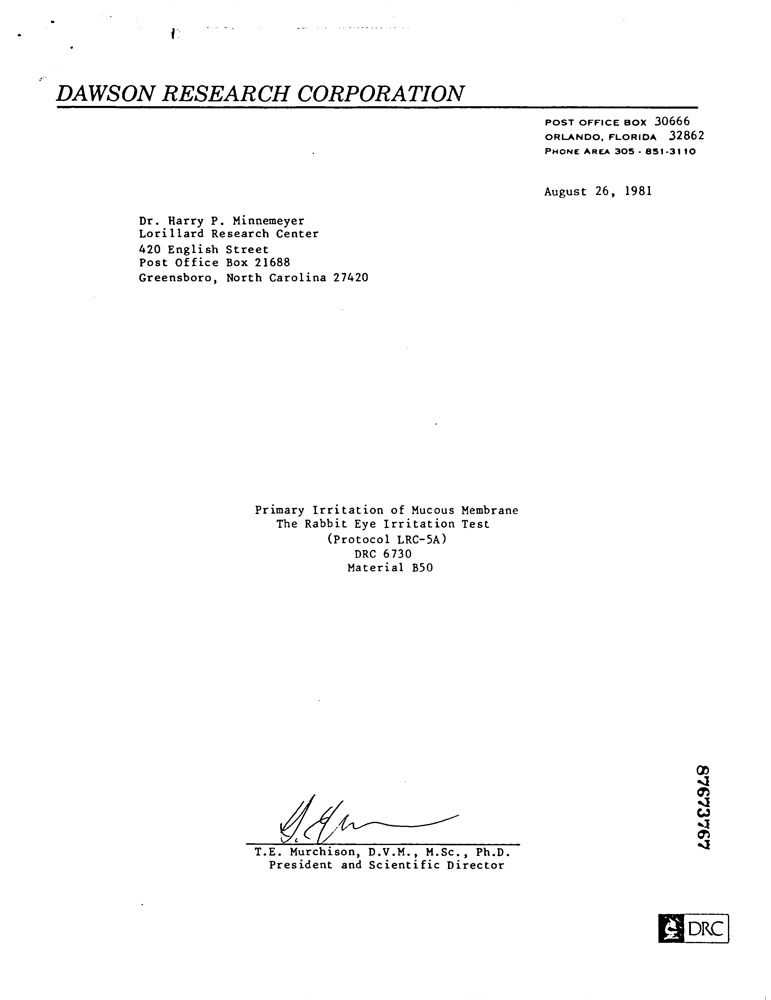 DAWSON RESEARCH CORPORATION
POST OFFICE BOX 30666
ORLANDO, FLORIDA 32862
PHONE AREA 305 - 851-3110
August 26, 1981
Dr. Harry P. Minnemeyer
Lorillard Research Center
420 English Street
Post Office Box 21688
Greensboro, North Carolina 27420
Primary Irritation of Mucous Membrane
The Rabbit Eye Irritation Test
(Protocol LRC-5A)
DRC 6730
Material B50
T.E. Murchison, D.V.M., M.Sc., Ph.D.
President and Scientific Director
87673767
DRC